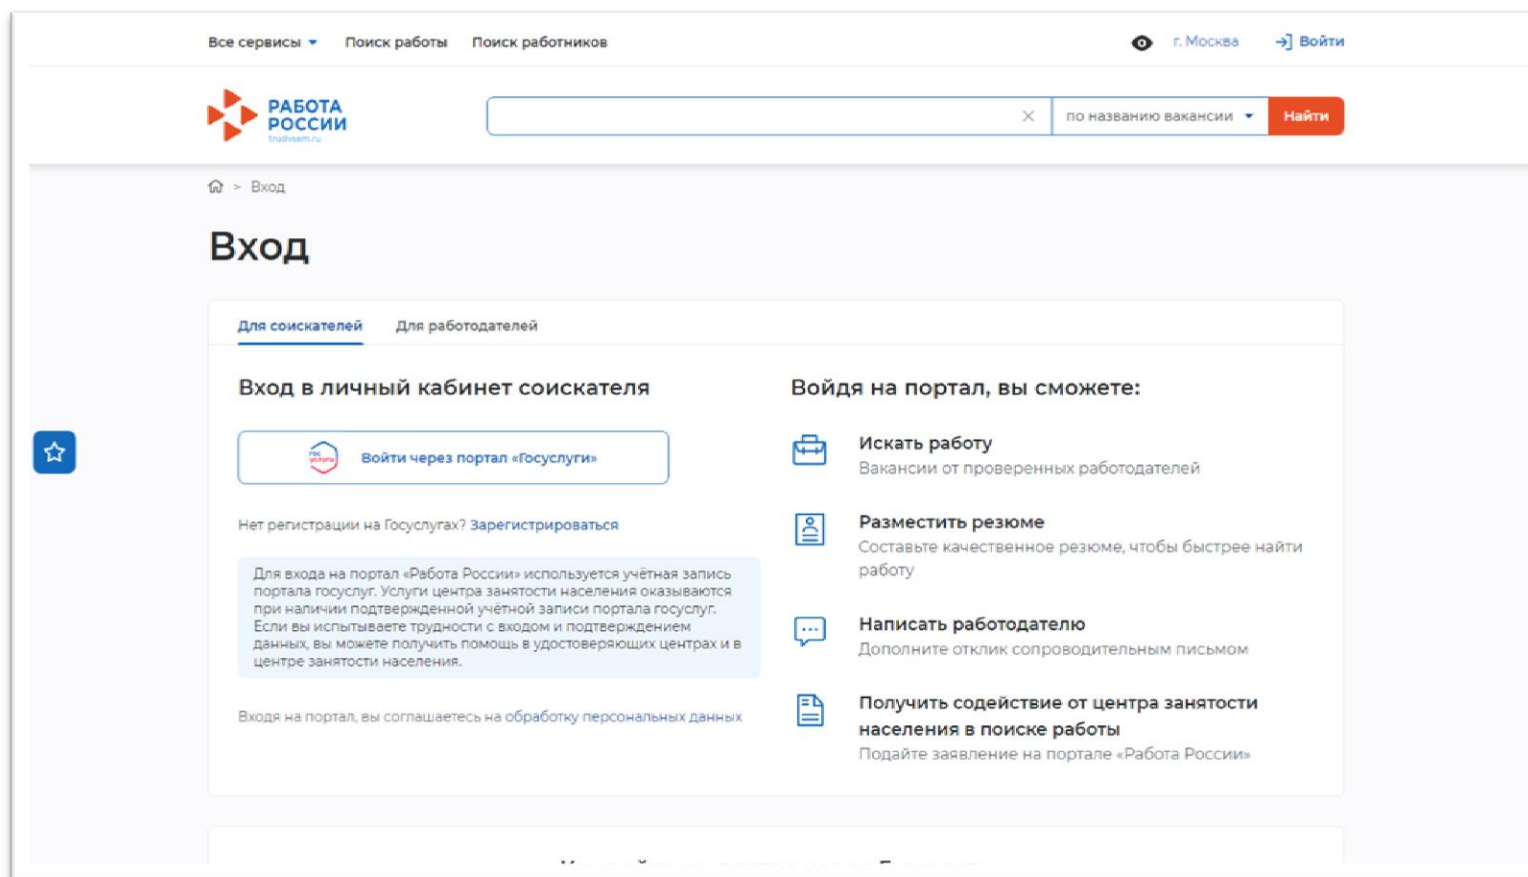 Все сервисы Поиск работы Поиск работников г. Москва Войти
РАБОТА
РОССИИ
trudvsem.ru
по названию вакансии Найти
> Вход
Вход
Для соискателей Для работодателей
Вход в личный кабинет соискателя
госуслуги Войти через портал «Госуслуги»
Нет регистрации на Госуслугах? Зарегистрироваться
Для входа на портал «Работа России» используется учётная запись
портала госуслуг. Услуги центра занятости населения оказываются
при наличии подтвержденной учётной записи портала госуслуг.
Если вы испытываете трудности с входом и подтверждением
данных, вы можете получить помощь в удостоверяющих центрах и в
центре занятости населения.
Входя на портал, вы соглашаетесь на обработку персональных данных
Войдя на портал, вы сможете:
Искать работу
Вакансии от проверенных работодателей
Разместить резюме
Составьте качественное резюме, чтобы быстрее найти
работу
Написать работодателю
Дополните отклик сопроводительным письмом
Получить содействие от центра занятости
населения в поиске работы
Подайте заявление на портале «Работа России»